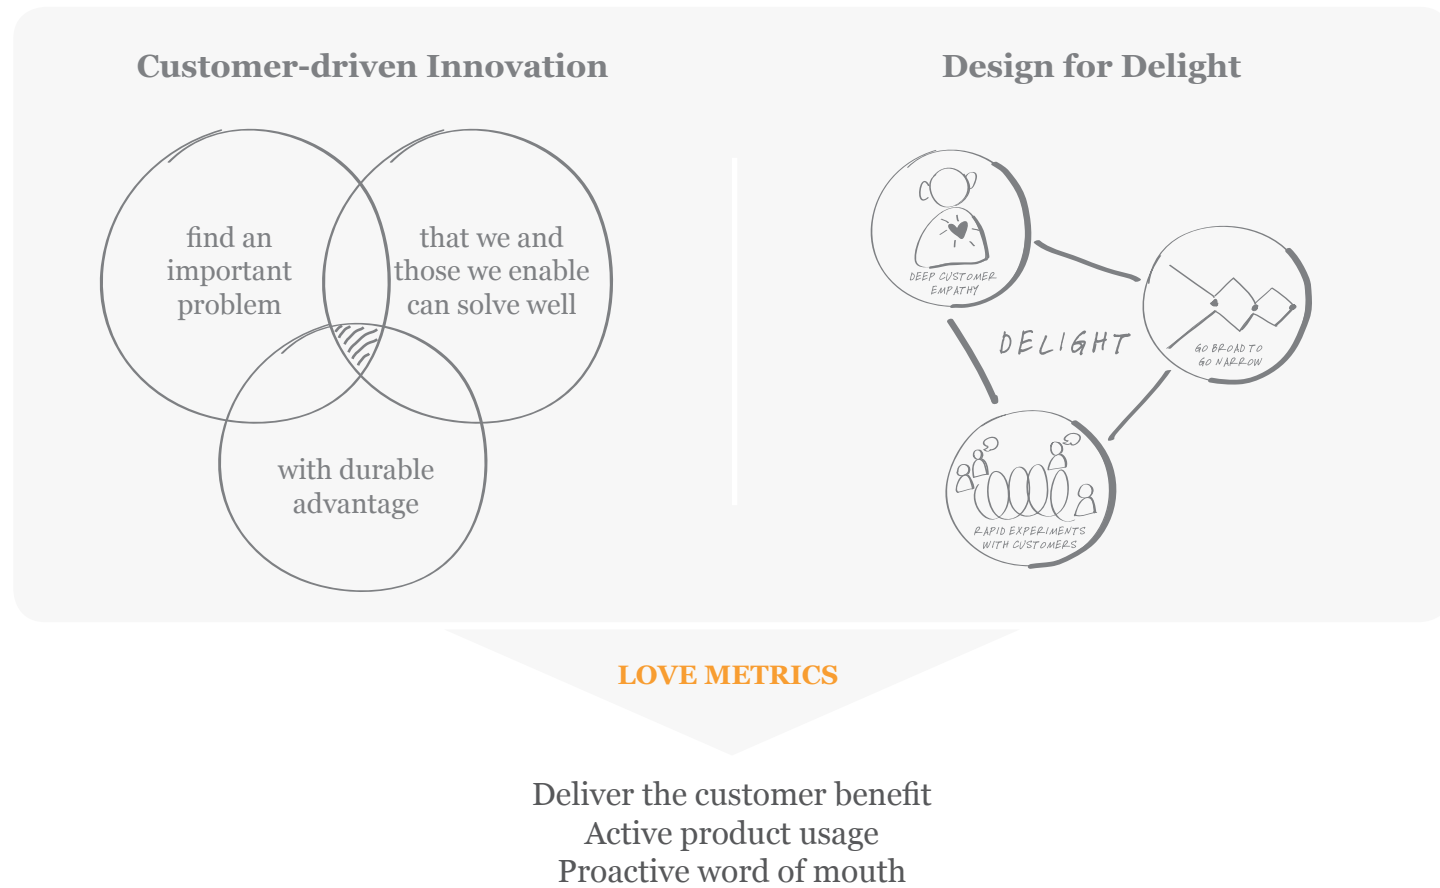 Customer-driven Innovation
find an
important
problem
that we and
those we enable
can solve well
with durable
advantage
Design for Delight
DEEP CUSTOMER
EMPATHY
DELIGHT
GO BROAD TO
GO NARROW
RAPID EXPERIMENTS
WITH CUSTOMERS
LOVE METRICS
Deliver the customer benefit
Active product usage
Proactive word of mouth